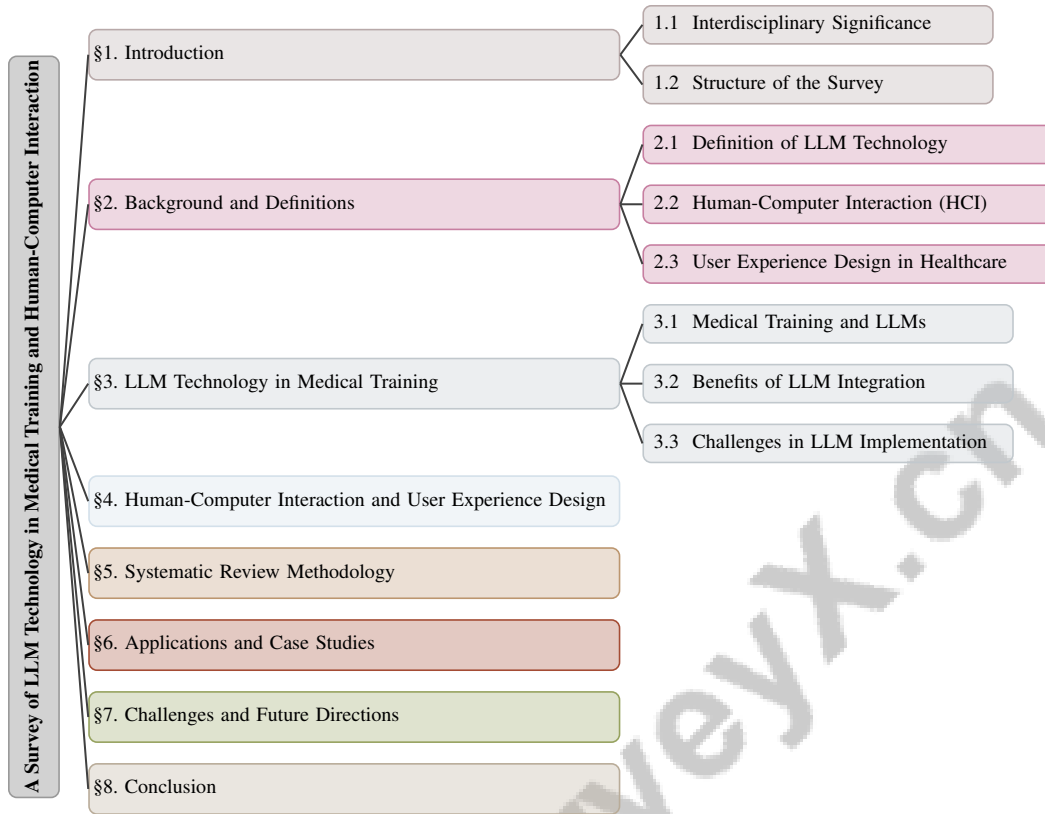 A Survey of LLM Technology in Medical Training and Human-Computer Interaction
§1. Introduction
1.1 Interdisciplinary Significance
1.2 Structure of the Survey
§2. Background and Definitions
2.1 Definition of LLM Technology
2.2 Human-Computer Interaction (HCI)
2.3 User Experience Design in Healthcare
§3. LLM Technology in Medical Training
3.1 Medical Training and LLMs
3.2 Benefits of LLM Integration
3.3 Challenges in LLM Implementation
§4. Human-Computer Interaction and User Experience Design
§5. Systematic Review Methodology
§6. Applications and Case Studies
§7. Challenges and Future Directions
§8. Conclusion
veyX.cn